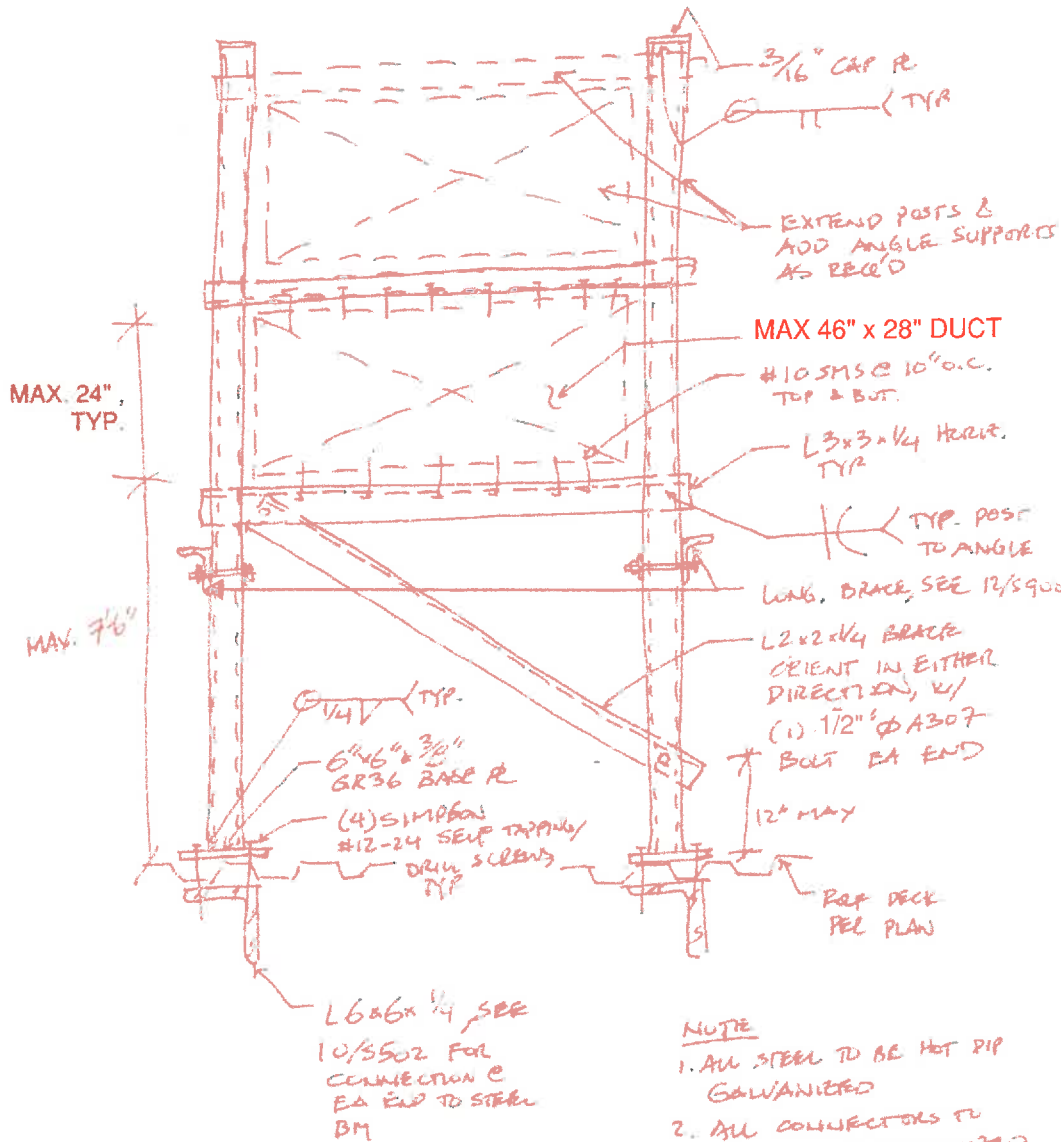 3/16" CAP PL
TYP
EXTEND POSTS &
ADD ANGLE SUPPORTS
AS REQ'D
MAX 46" x 28" DUCT
#10 SMS @ 10" O.C.
TOP & BOT.
L3x3x1/4 HORIZ.
TYP
MAX. 24",
TYP.
TYP. POST
TO ANGLE
LONG. BRACE, SEE 12/S900
MAX. 7'6"
L2x2x1/4 BRACE
ORIENT IN EITHER
DIRECTION, W/
(1) 1/2" Ø A307
BOLT EA END
1/4 TYP.
6"x6"x3/8"
GR36 BASE PL
(4) SIMPSON
#12-24 SELF TAPPING/
DRILL SCREWS
TYP
12" MAX
ROOF DECK
PER PLAN
L6x6x1/4, SEE
10/S502 FOR
CONNECTION @
EA END TO STEEL
BM
NOTE
1. ALL STEEL TO BE HOT DIP
GALVANIZED
2. ALL CONNECTORS TO